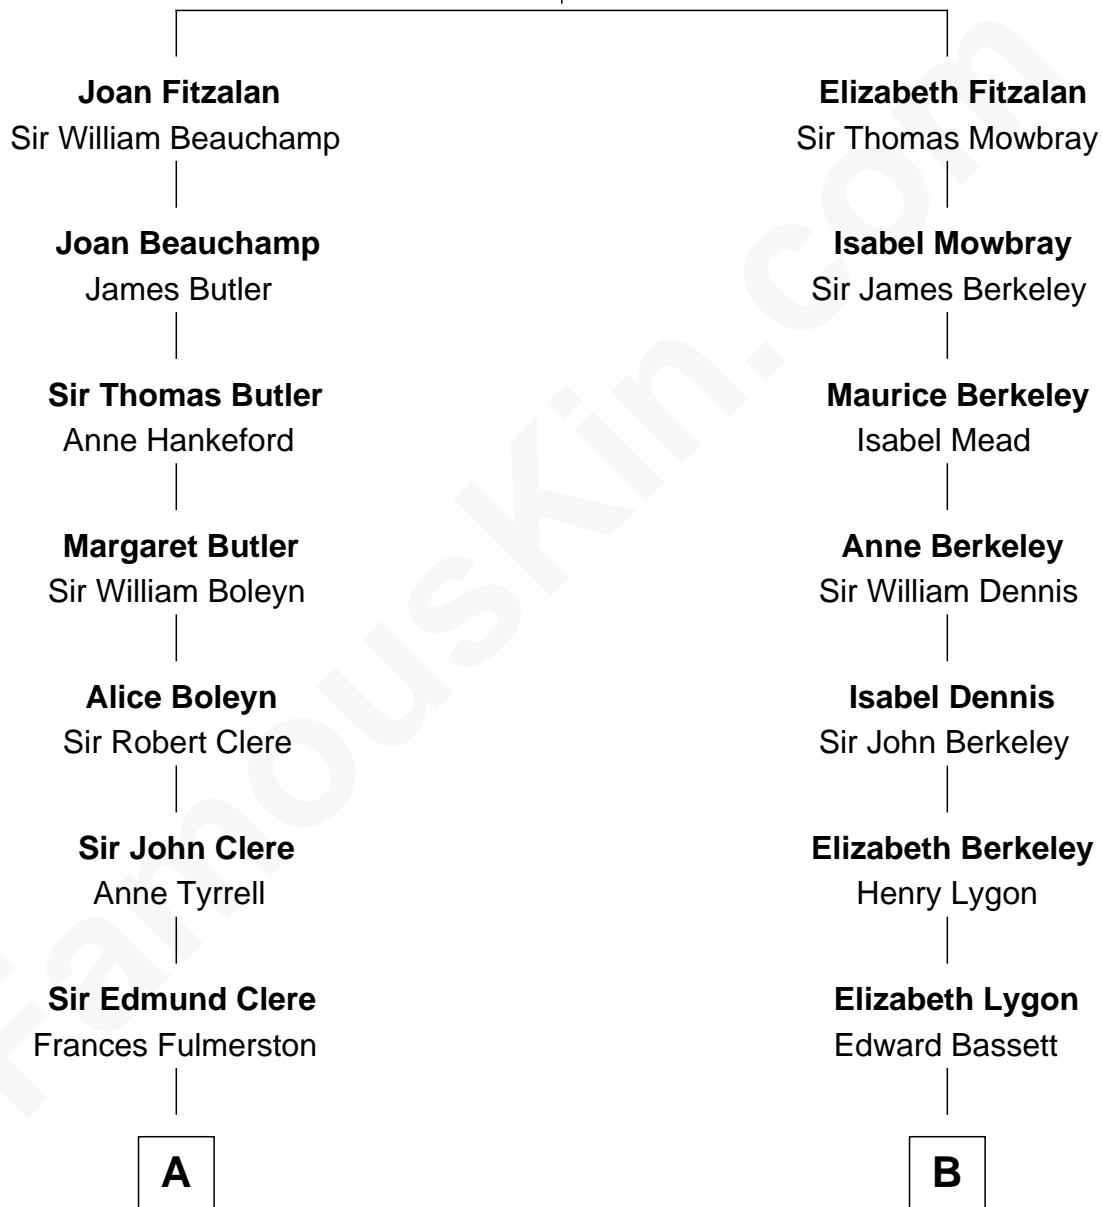 Joan Fitzalan
Sir William Beauchamp
Joan Beauchamp
James Butler
Sir Thomas Butler
Anne Hankeford
Margaret Butler
Sir William Boleyn
Alice Boleyn
Sir Robert Clere
Sir John Clere
Anne Tyrrell
Sir Edmund Clere
Frances Fulmerston
A
Elizabeth Fitzalan
Sir Thomas Mowbray
Isabel Mowbray
Sir James Berkeley
Maurice Berkeley
Isabel Mead
Anne Berkeley
Sir William Dennis
Isabel Dennis
Sir John Berkeley
Elizabeth Berkeley
Henry Lygon
Elizabeth Lygon
Edward Bassett
B
FamousKin.com